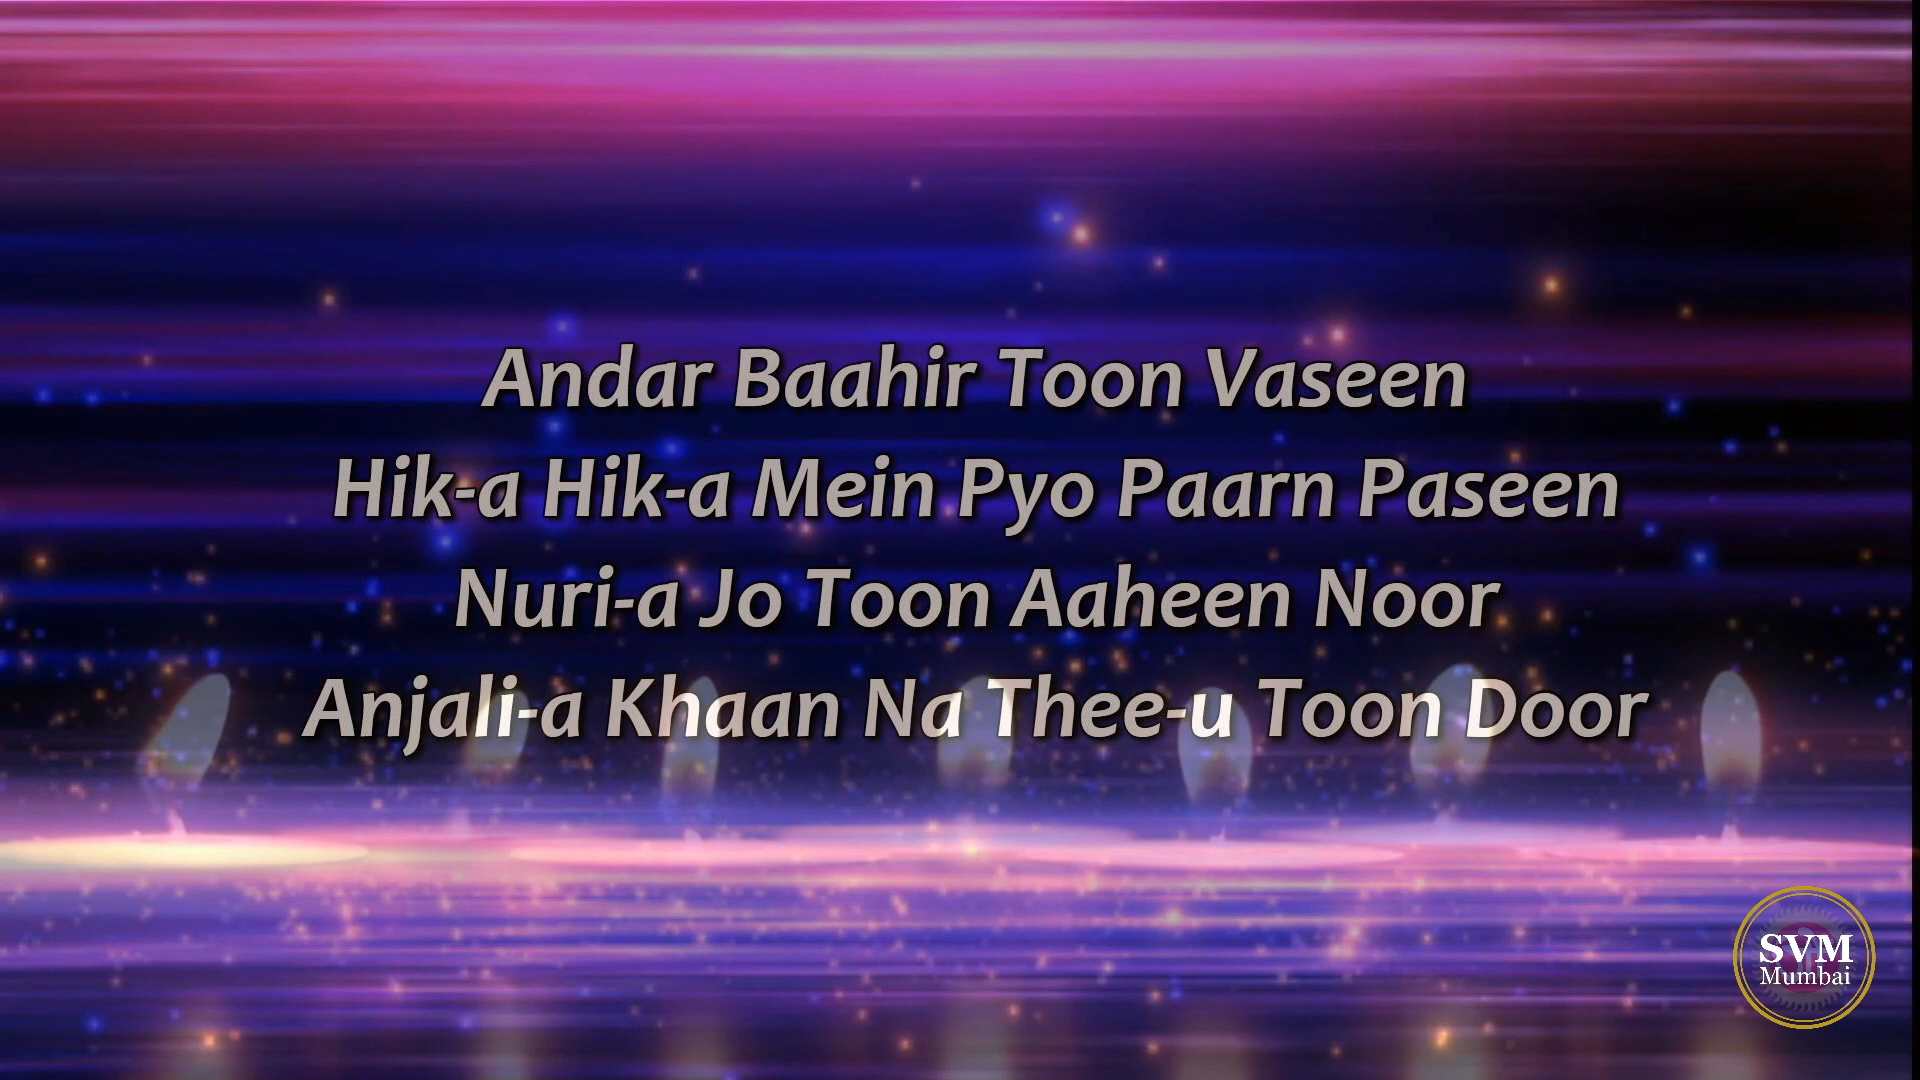 Andar Baahir Toon Vaseen
Hik-a Hik-a Mein Pyo Paarn Paseen
Nuri-a Jo Toon Aaheen Noor
Anjali-a Khaan Na Thee-u Toon Door
SVM
Mumbai